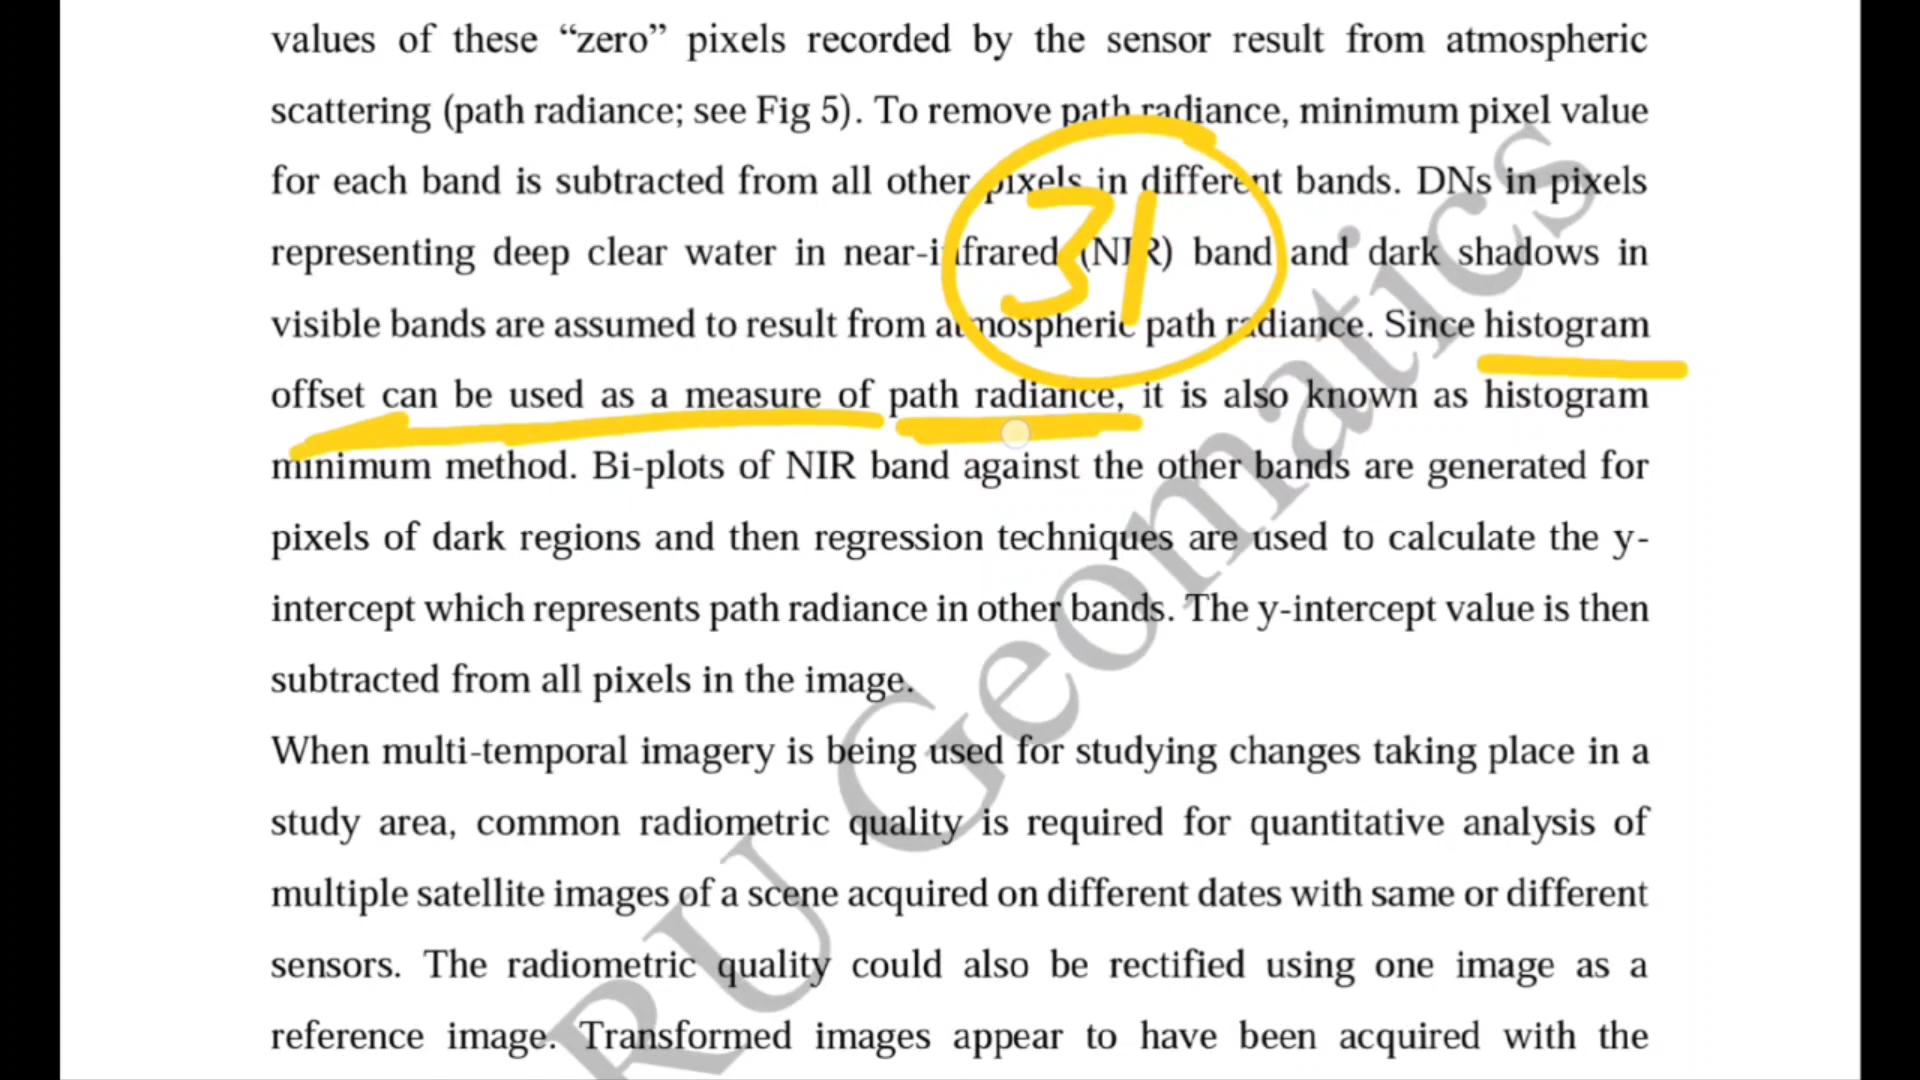 values of these “zero” pixels recorded by the sensor result from atmospheric
scattering (path radiance; see Fig 5). To remove path radiance, minimum pixel value
for each band is subtracted from all other pixels in different bands. DNs in pixels
representing deep clear water in near-infrared (NIR) band and dark shadows in
visible bands are assumed to result from atmospheric path radiance. Since histogram
offset can be used as a measure of path radiance, it is also known as histogram
minimum method. Bi-plots of NIR band against the other bands are generated for
pixels of dark regions and then regression techniques are used to calculate the y-
intercept which represents path radiance in other bands. The y-intercept value is then
subtracted from all pixels in the image.
When multi-temporal imagery is being used for studying changes taking place in a
study area, common radiometric quality is required for quantitative analysis of
multiple satellite images of a scene acquired on different dates with same or different
sensors. The radiometric quality could also be rectified using one image as a
reference image. Transformed images appear to have been acquired with the
31
RU Geomatics